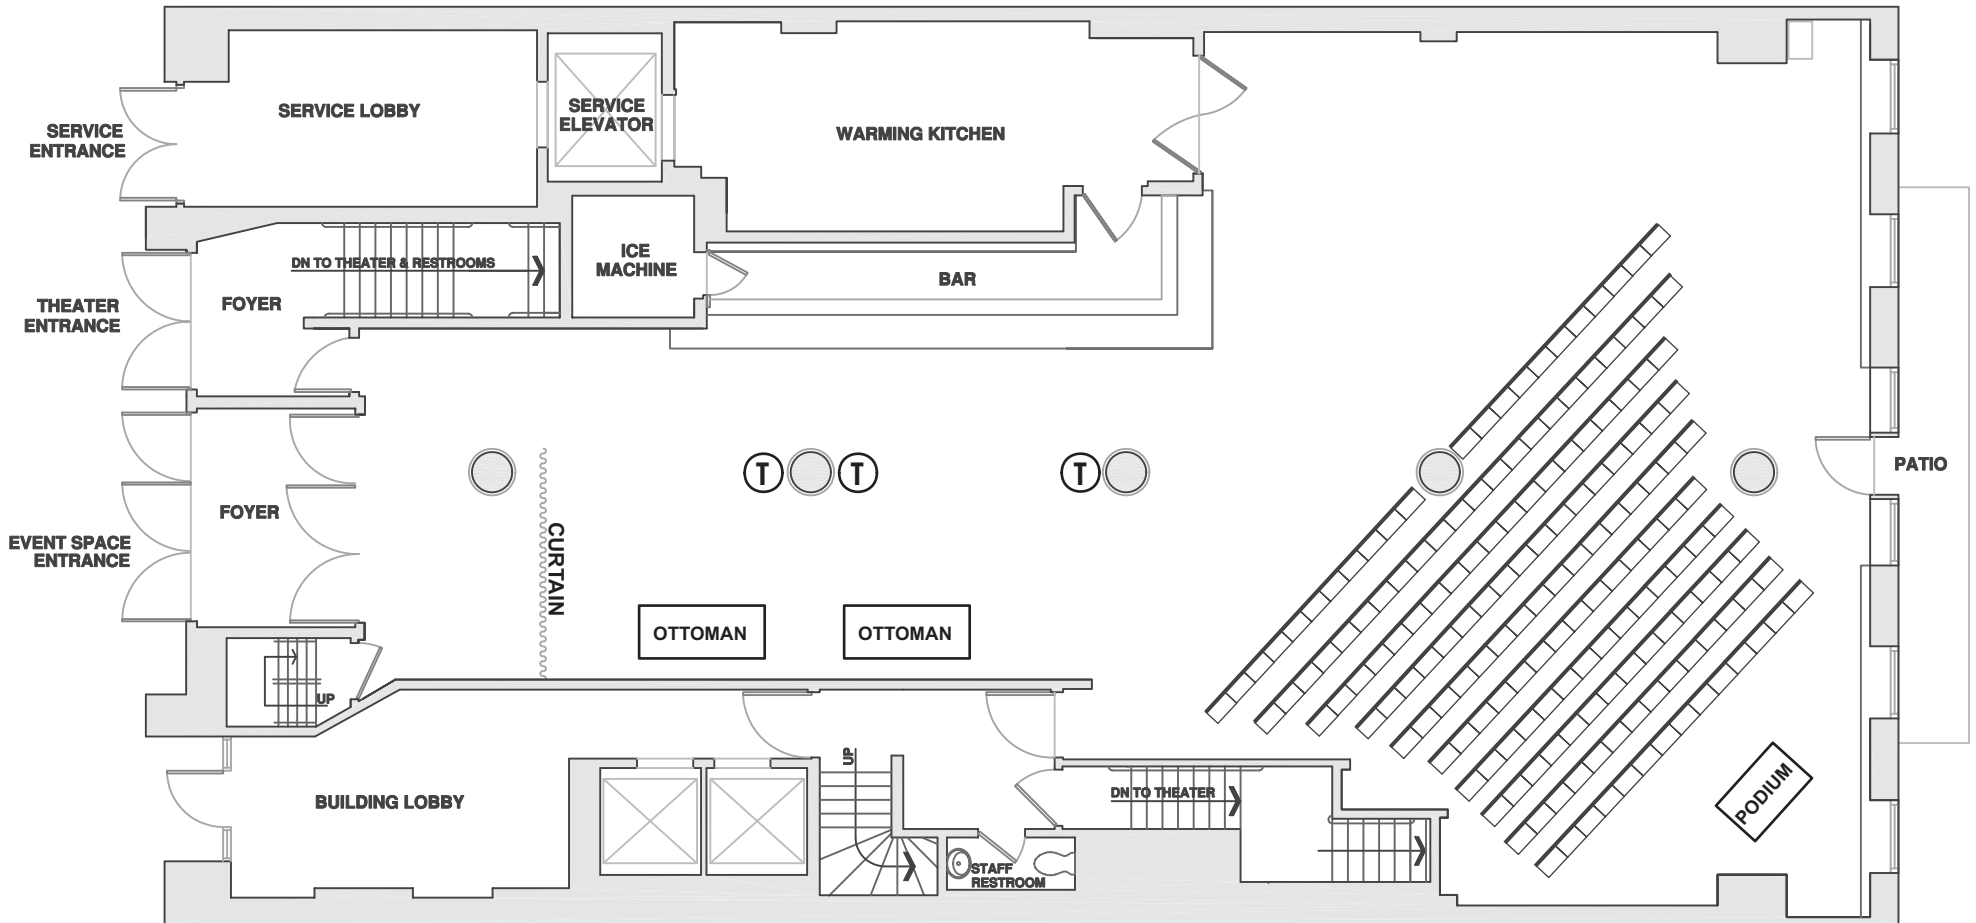 SERVICE LOBBY
SERVICE
ELEVATOR
WARMING KITCHEN
SERVICE
ENTRANCE
ICE
MACHINE
DN TO THEATER & RESTROOMS
BAR
THEATER
ENTRANCE
FOYER
T
T
T
PATIO
FOYER
EVENT SPACE
ENTRANCE
CURTAIN
OTTOMAN
OTTOMAN
UP
UP
BUILDING LOBBY
DN TO THEATER
PODIUM
STAFF
RESTROOM